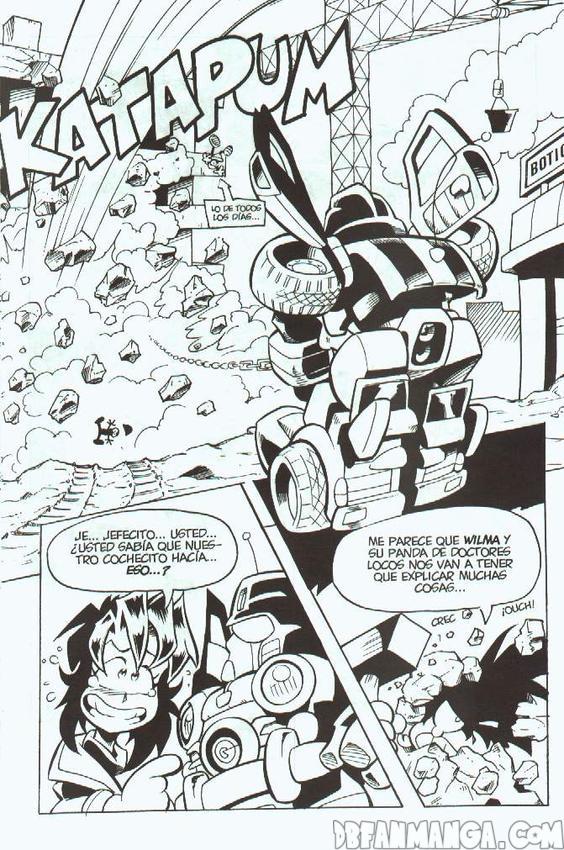 KATAPUM
LO DE TODOS
LOS DÍAS...
BOTIC
JE... JEFECITO... USTED...
¿USTED SABÍA QUE NUES-
TRO COCHECITO HACÍA...
ESO...?
ME PARECE QUE WILMA Y
SU PANDA DE DOCTORES
LOCOS NOS VAN A TENER
QUE EXPLICAR MUCHAS
COSAS...
CREC
¡OUCH!
DBFANMANGA.COM